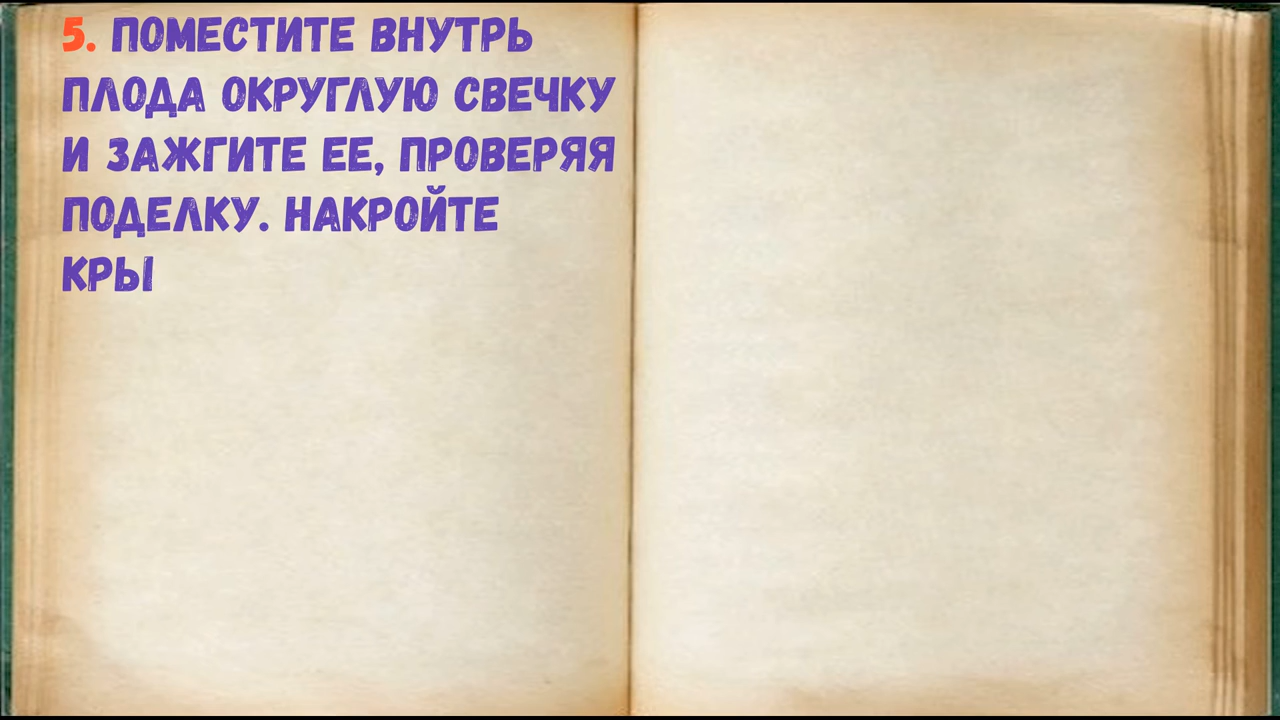 5. ПОМЕСТИТЕ ВНУТРЬ
ПЛОДА ОКРУГЛУЮ СВЕЧКУ
И ЗАЖГИТЕ ЕЕ, ПРОВЕРЯЯ
ПОДЕЛКУ. НАКРОЙТЕ
КРЫ